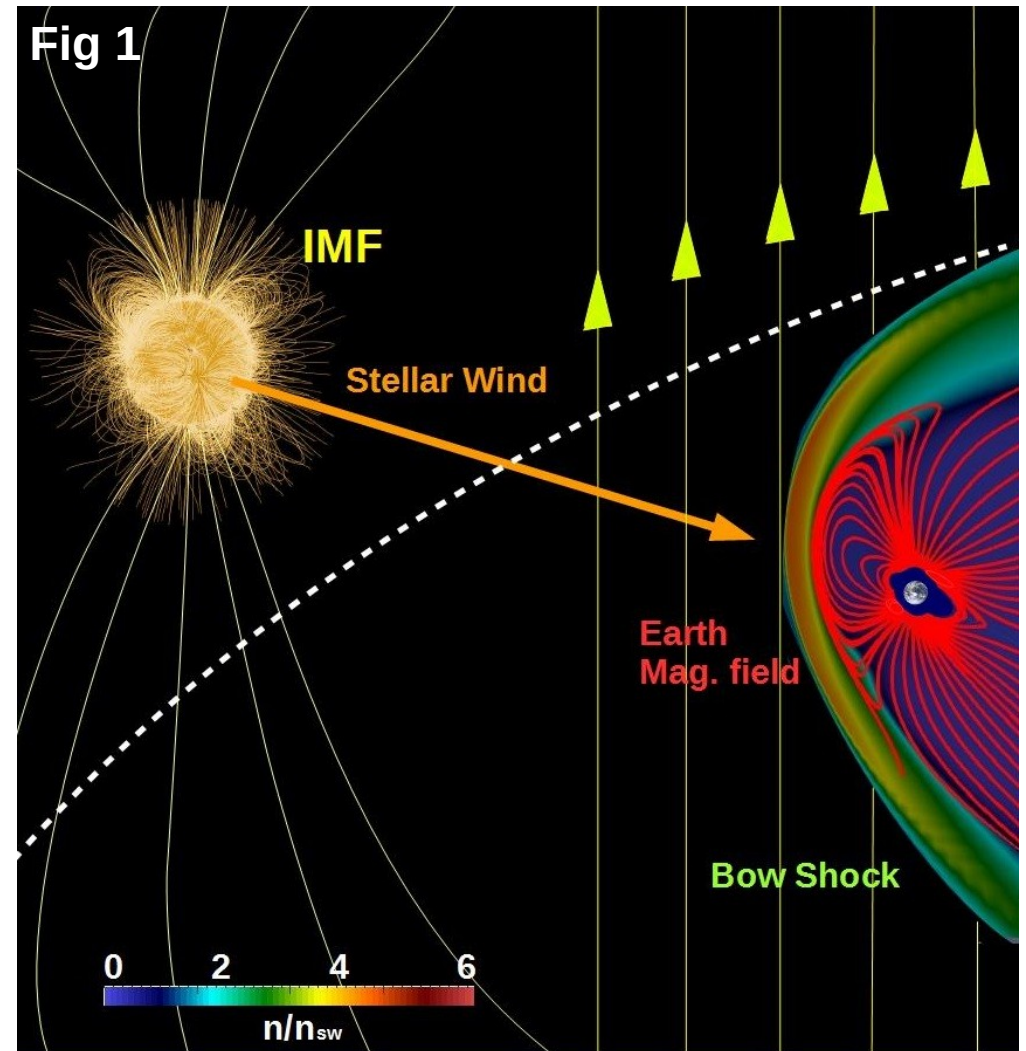 Fig 1
IMF
Stellar Wind
Earth
Mag. field
Bow Shock
0 2 4 6
n/nsw